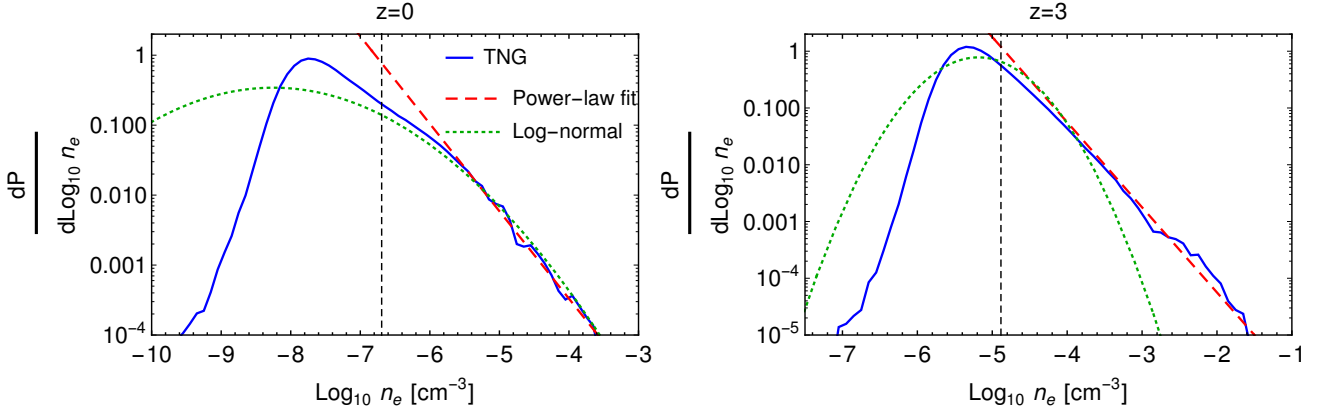 z=0
1
0.100
0.010
0.001
10⁻⁴
−10 −9 −8 −7 −6 −5 −4 −3
Log₁₀ nₑ [cm⁻³]
dP
dLog₁₀ nₑ
TNG
Power−law fit
Log−normal
z=3
1
0.100
0.010
0.001
10⁻⁴
10⁻⁵
−7 −6 −5 −4 −3 −2 −1
Log₁₀ nₑ [cm⁻³]
dP
dLog₁₀ nₑ